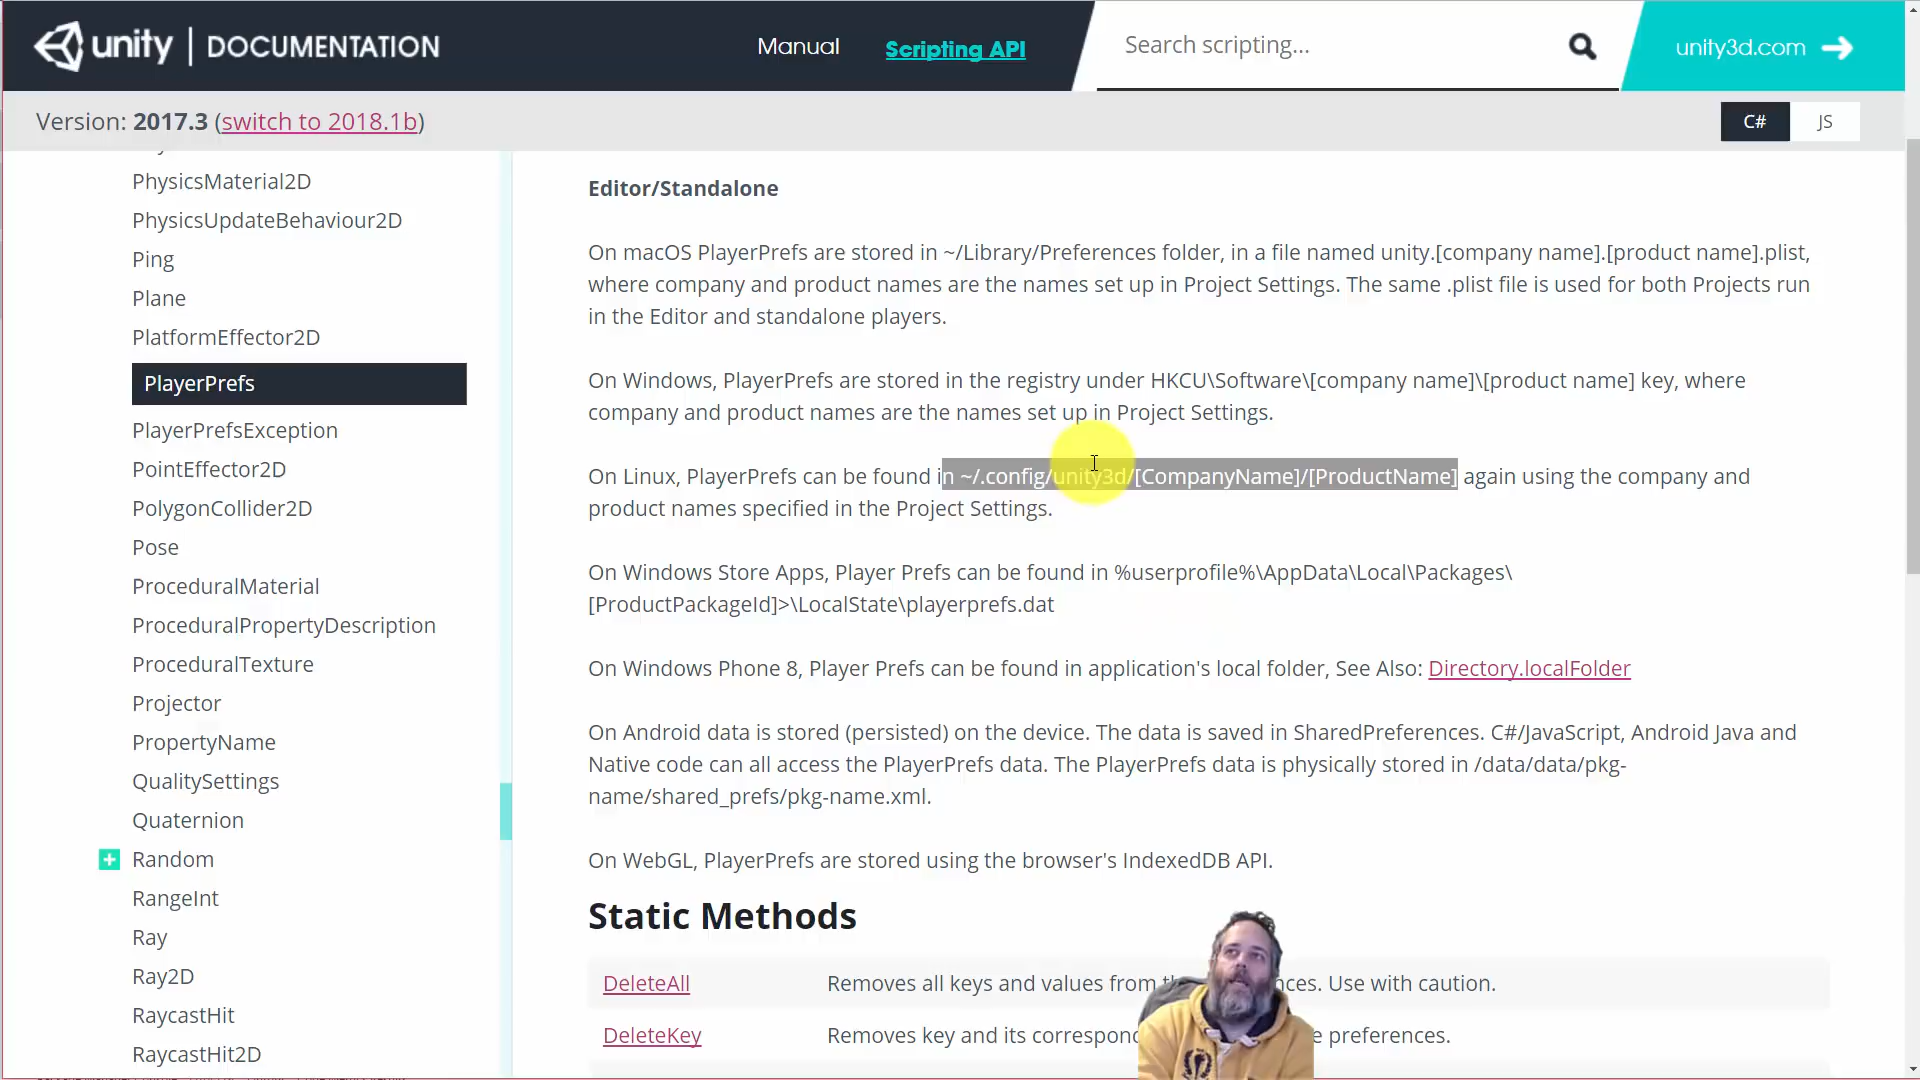 unity | DOCUMENTATION
Manual
Scripting API
Search scripting...
unity3d.com
Version: 2017.3 (switch to 2018.1b)
C#
JS
PhysicsMaterial2D
PhysicsUpdateBehaviour2D
Ping
Plane
PlatformEffector2D
PlayerPrefs
PlayerPrefsException
PointEffector2D
PolygonCollider2D
Pose
ProceduralMaterial
ProceduralPropertyDescription
ProceduralTexture
Projector
PropertyName
QualitySettings
Quaternion
Random
RangeInt
Ray
Ray2D
RaycastHit
RaycastHit2D
Editor/Standalone
On macOS PlayerPrefs are stored in ~/Library/Preferences folder, in a file named unity.[company name].[product name].plist,
where company and product names are the names set up in Project Settings. The same .plist file is used for both Projects run
in the Editor and standalone players.
On Windows, PlayerPrefs are stored in the registry under HKCU\Software\[company name]\[product name] key, where
company and product names are the names set up in Project Settings.
On Linux, PlayerPrefs can be found in ~/.config/unity3d/[CompanyName]/[ProductName] again using the company and
product names specified in the Project Settings.
On Windows Store Apps, Player Prefs can be found in %userprofile%\AppData\Local\Packages\
[ProductPackageId]>\LocalState\playerprefs.dat
On Windows Phone 8, Player Prefs can be found in application's local folder, See Also: Directory.localFolder
On Android data is stored (persisted) on the device. The data is saved in SharedPreferences. C#/JavaScript, Android Java and
Native code can all access the PlayerPrefs data. The PlayerPrefs data is physically stored in /data/data/pkg-
name/shared_prefs/pkg-name.xml.
On WebGL, PlayerPrefs are stored using the browser's IndexedDB API.
Static Methods
DeleteAll Removes all keys and values from Use with caution.
DeleteKey Removes key and its preferences.